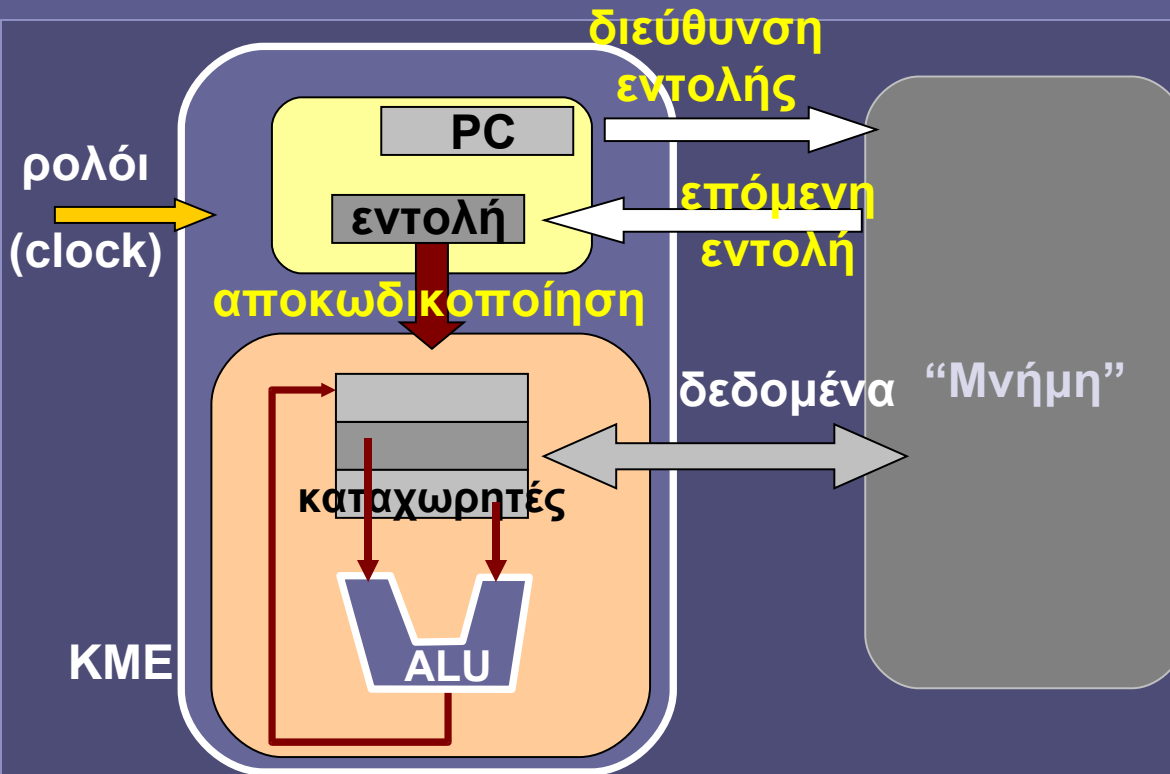 διεύθυνση
εντολής
PC
ρολόι
(clock)
επόμενη
εντολή
εντολή
αποκωδικοποίηση
δεδομένα
“Μνήμη”
καταχωρητές
ALU
ΚΜΕ